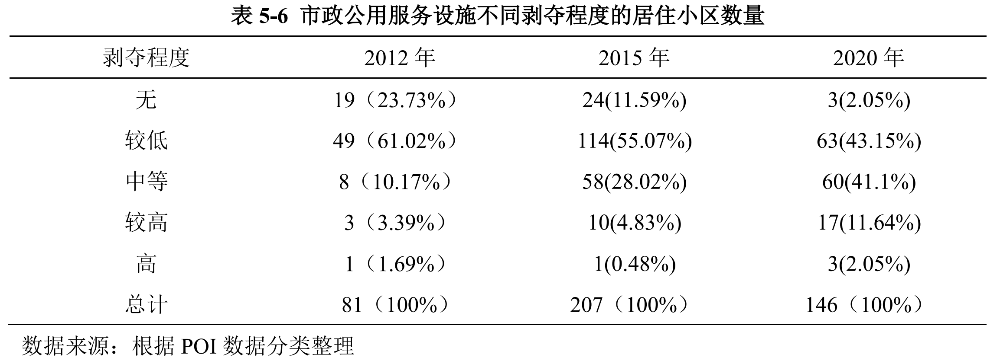 表 5-6 市政公用服务设施不同剥夺程度的居住小区数量
剥夺程度 2012 年 2015 年 2020 年
无 19（23.73%） 24(11.59%) 3(2.05%)
较低 49（61.02%） 114(55.07%) 63(43.15%)
中等 8（10.17%） 58(28.02%) 60(41.1%)
较高 3（3.39%） 10(4.83%) 17(11.64%)
高 1（1.69%） 1(0.48%) 3(2.05%)
总计 81（100%） 207（100%） 146（100%）
数据来源：根据 POI 数据分类整理